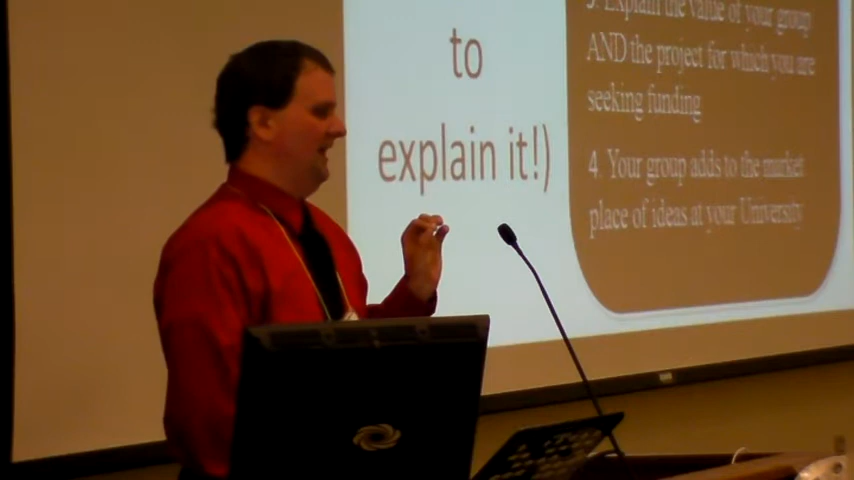 to
explain it!)
3. Explain the value of your group
AND the project for which you are
seeking funding
4. Your group adds to the market
place of ideas at your University